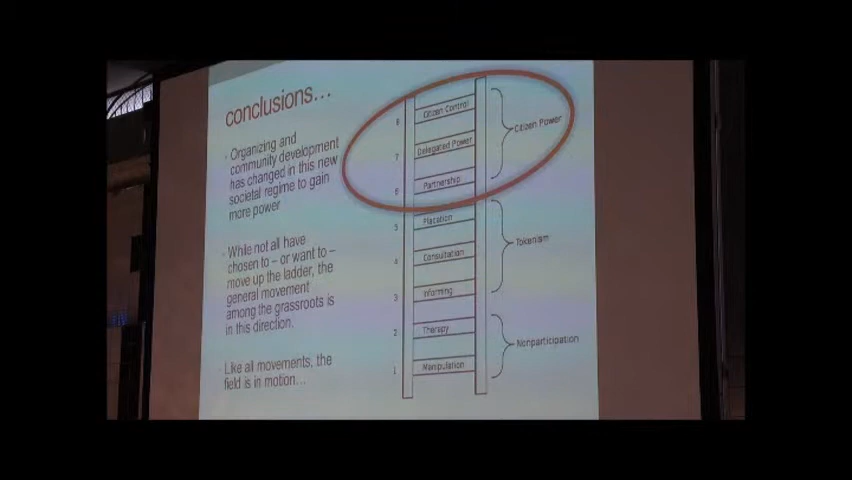 conclusions…
Organizing and
community development
has changed in this new
societal regime to gain
more power
While not all have
chosen to – or want to –
move up the ladder, the
general movement
among the grassroots is
in this direction.
Like all movements, the
field is in motion…
8 Citizen Control
7 Delegated Power
6 Partnership
Citizen Power
5 Placation
4 Consultation
3 Informing
Tokenism
2 Therapy
1 Manipulation
Nonparticipation